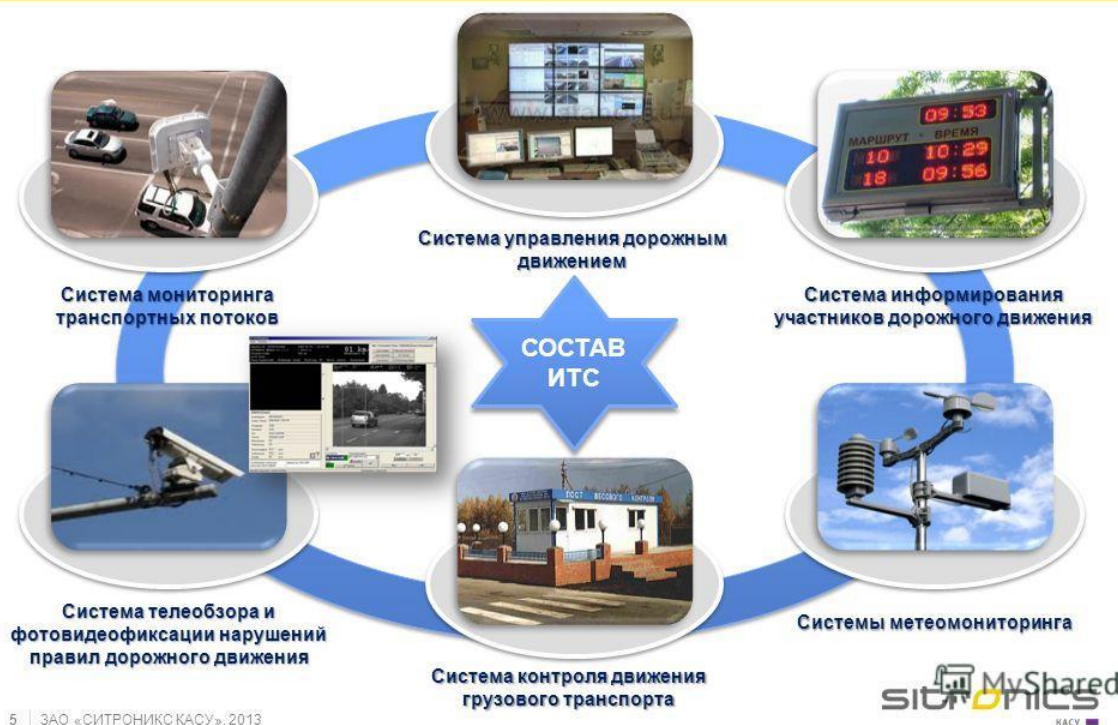 09:53
МАРШРУТ · ВРЕМЯ
10 10:29
18 09:56
Система управления дорожным
движением
Система мониторинга
транспортных потоков
Система информирования
участников дорожного движения
СОСТАВ
ИТС
ПОСТ ВЕСОВОГО КОНТРОЛЯ
Система телеобзора и
фотовидеофиксации нарушений
правил дорожного движения
Системы метеомониторинга
Система контроля движения
грузового транспорта
MyShared
SITRONICS
КАСУ
5 | ЗАО «СИТРОНИКС КАСУ», 2013